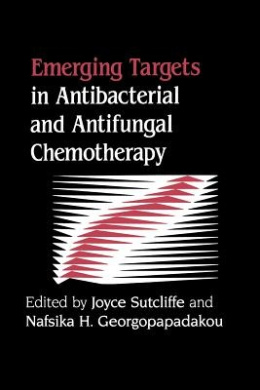 Emerging Targets
in Antibacterial
and Antifungal
Chemotherapy
Edited by Joyce Sutcliffe and
Nafsika H. Georgopapadakou